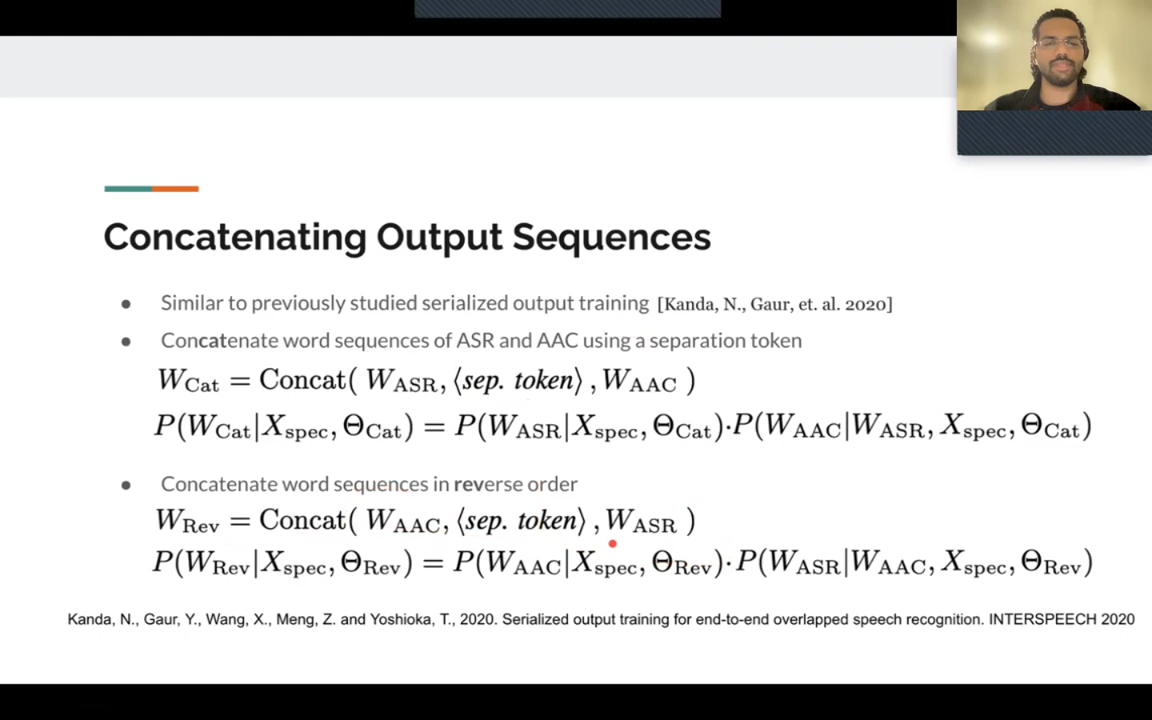 Concatenating Output Sequences
● Similar to previously studied serialized output training [Kanda, N., Gaur, et. al. 2020]
● Concatenate word sequences of ASR and AAC using a separation token
W_Cat = Concat( W_ASR, ⟨sep. token⟩ , W_AAC )
P(W_Cat|X_spec, Θ_Cat) = P(W_ASR|X_spec, Θ_Cat)·P(W_AAC|W_ASR, X_spec, Θ_Cat)
● Concatenate word sequences in reverse order
W_Rev = Concat( W_AAC, ⟨sep. token⟩ , W_ASR )
P(W_Rev|X_spec, Θ_Rev) = P(W_AAC|X_spec, Θ_Rev)· P(W_ASR|W_AAC, X_spec, Θ_Rev)
Kanda, N., Gaur, Y., Wang, X., Meng, Z. and Yoshioka, T., 2020. Serialized output training for end-to-end overlapped speech recognition. INTERSPEECH 2020